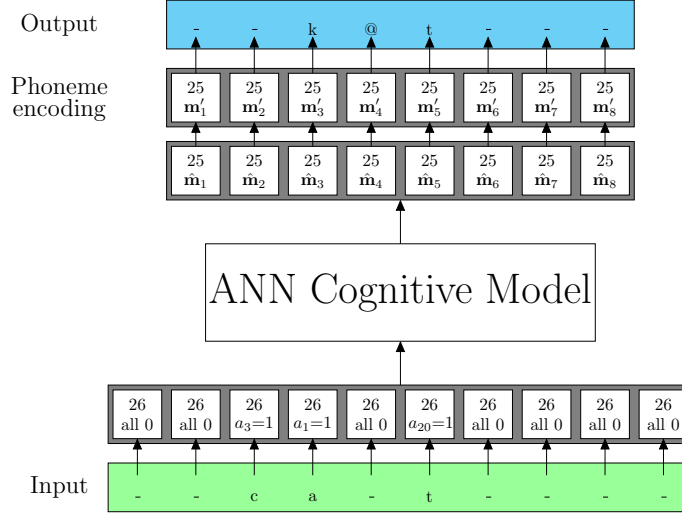 Output - - k @ t - - -
Phoneme encoding
25 25 25 25 25 25 25 25
m′₁ m′₂ m′₃ m′₄ m′₅ m′₆ m′₇ m′₈
25 25 25 25 25 25 25 25
m̂₁ m̂₂ m̂₃ m̂₄ m̂₅ m̂₆ m̂₇ m̂₈
ANN Cognitive Model
26 26 26 26 26 26 26 26 26 26
all 0 all 0 a₃=1 a₁=1 all 0 a₂₀=1 all 0 all 0 all 0 all 0
Input - - c a - t - - - -